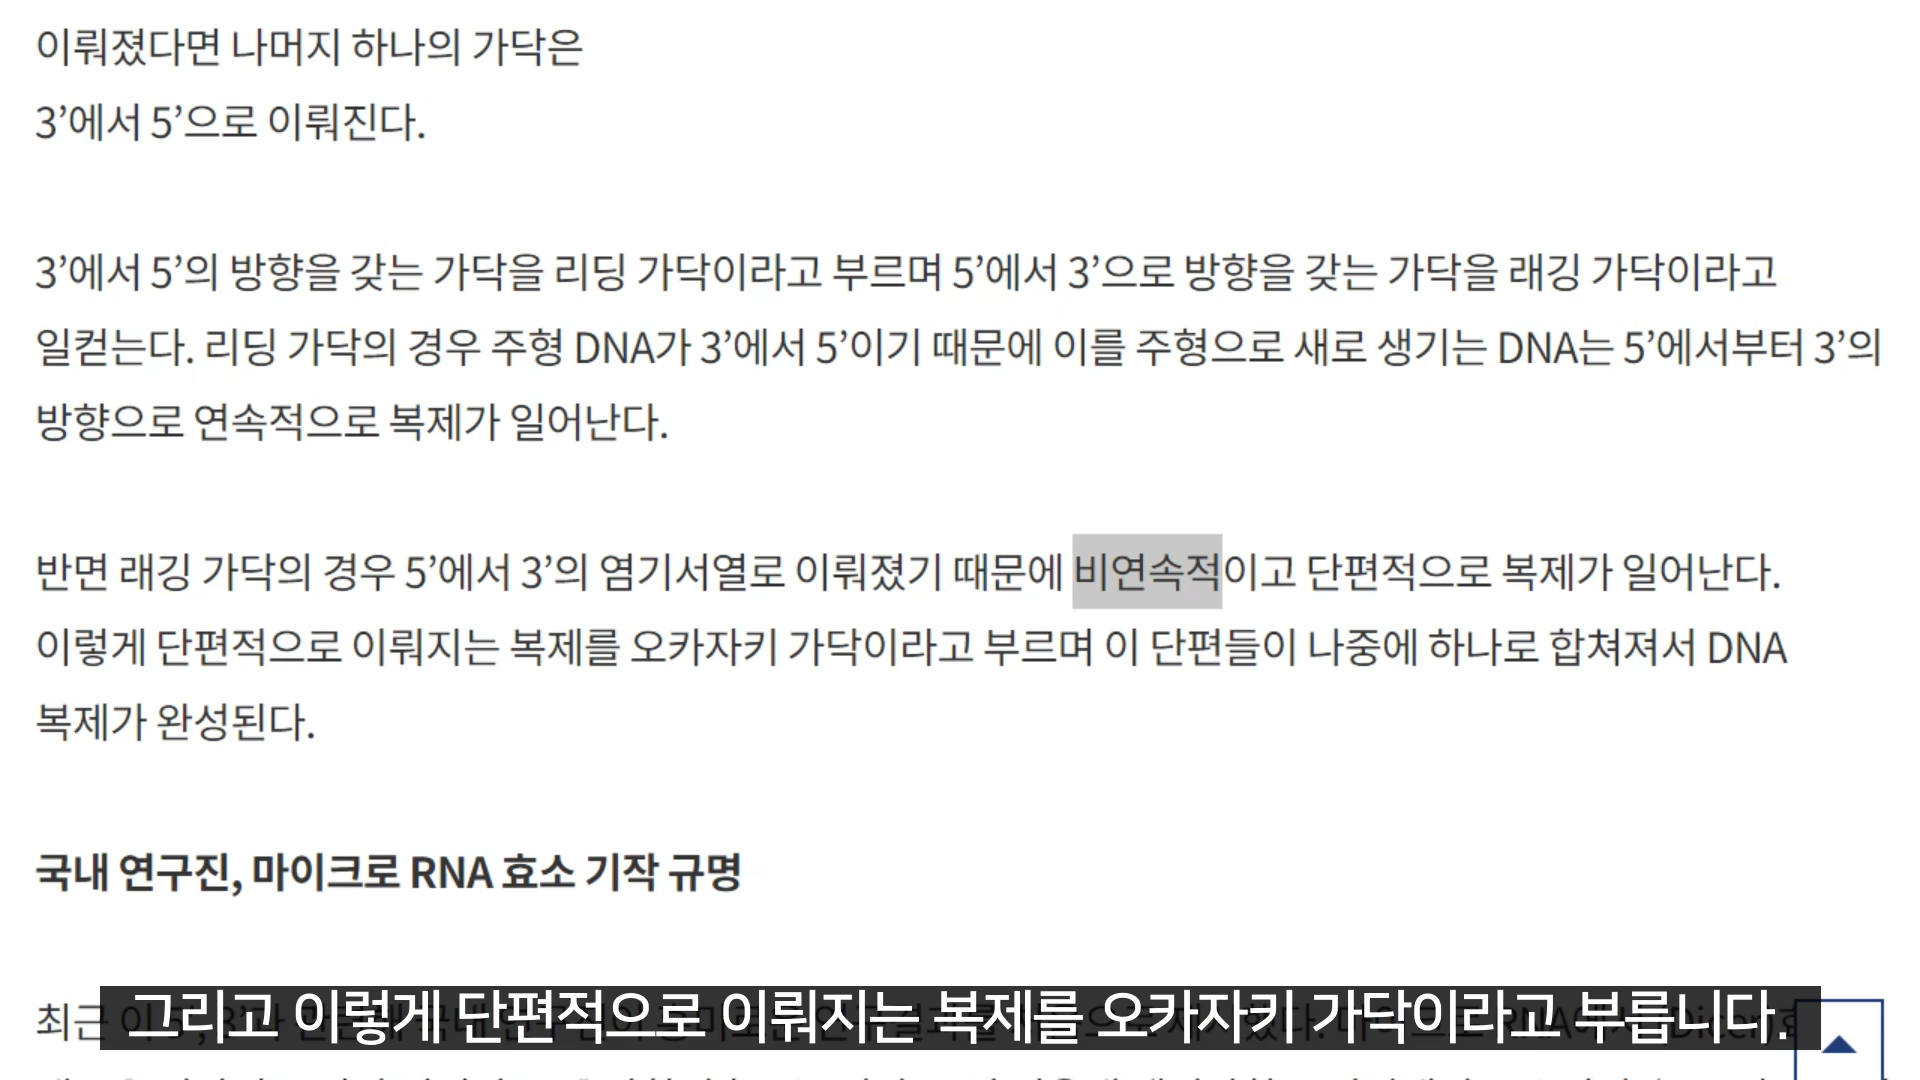 이뤄졌다면 나머지 하나의 가닥은
3’에서 5’으로 이뤄진다.
3’에서 5’의 방향을 갖는 가닥을 리딩 가닥이라고 부르며 5’에서 3’으로 방향을 갖는 가닥을 래깅 가닥이라고
일컫는다. 리딩 가닥의 경우 주형 DNA가 3’에서 5’이기 때문에 이를 주형으로 새로 생기는 DNA는 5’에서부터 3’의
방향으로 연속적으로 복제가 일어난다.
반면 래깅 가닥의 경우 5’에서 3’의 염기서열로 이뤄졌기 때문에 비연속적이고 단편적으로 복제가 일어난다.
이렇게 단편적으로 이뤄지는 복제를 오카자키 가닥이라고 부르며 이 단편들이 나중에 하나로 합쳐져서 DNA
복제가 완성된다.
국내 연구진, 마이크로 RNA 효소 기작 규명
최근
그리고 이렇게 단편적으로 이뤄지는 복제를 오카자키 가닥이라고 부릅니다.